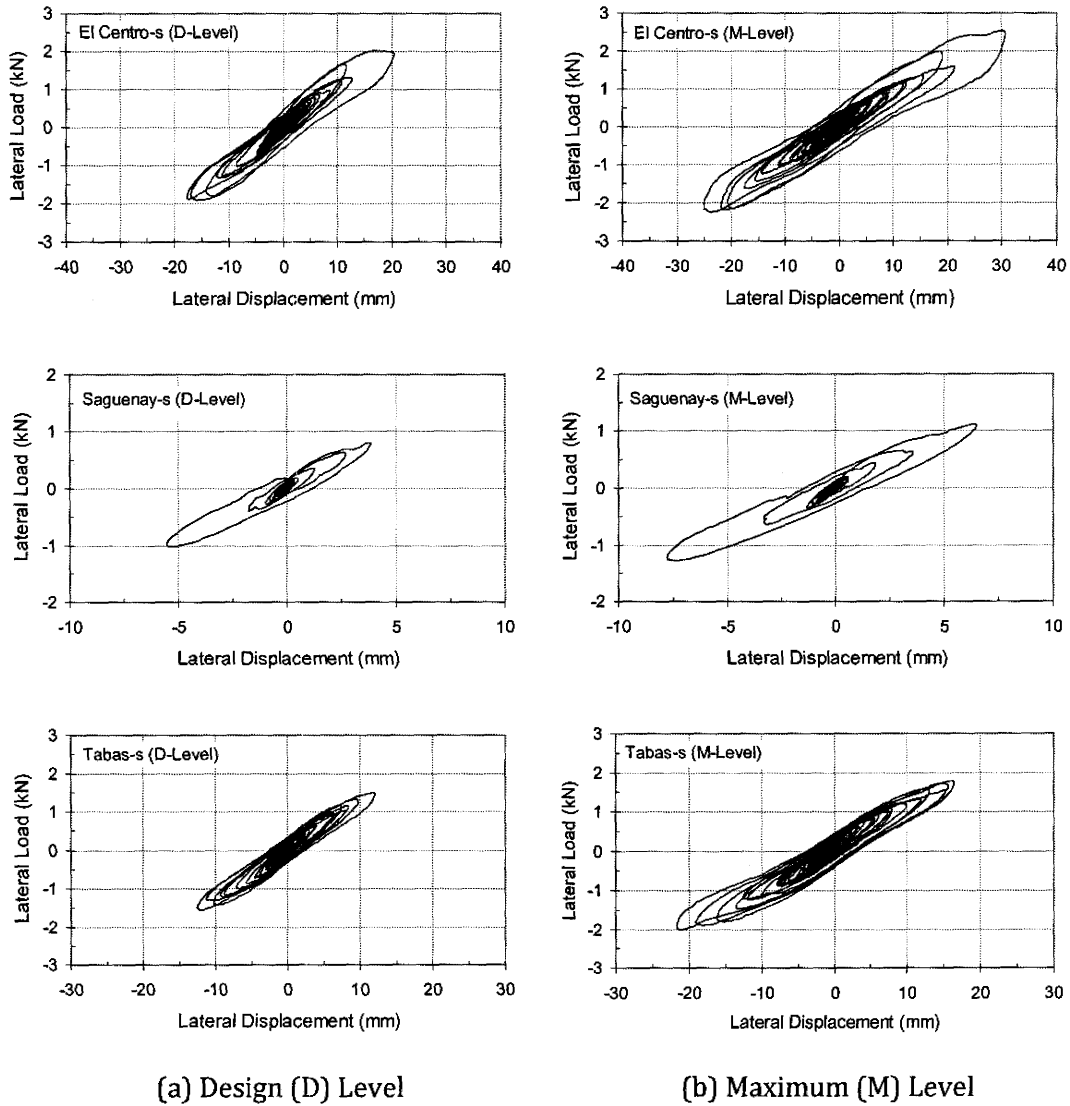 El Centro-s (D-Level)
Lateral Load (kN)
3
2
1
0
-1
-2
-3
-40 -30 -20 -10 0 10 20 30 40
Lateral Displacement (mm)
El Centro-s (M-Level)
Lateral Load (kN)
3
2
1
0
-1
-2
-3
-40 -30 -20 -10 0 10 20 30 40
Lateral Displacement (mm)
Saguenay-s (D-Level)
Lateral Load (kN)
2
1
0
-1
-2
-10 -5 0 5 10
Lateral Displacement (mm)
Saguenay-s (M-Level)
Lateral Load (kN)
2
1
0
-1
-2
-10 -5 0 5 10
Lateral Displacement (mm)
Tabas-s (D-Level)
Lateral Load (kN)
3
2
1
0
-1
-2
-3
-30 -20 -10 0 10 20 30
Lateral Displacement (mm)
Tabas-s (M-Level)
Lateral Load (kN)
3
2
1
0
-1
-2
-3
-30 -20 -10 0 10 20 30
Lateral Displacement (mm)
(a) Design (D) Level
(b) Maximum (M) Level